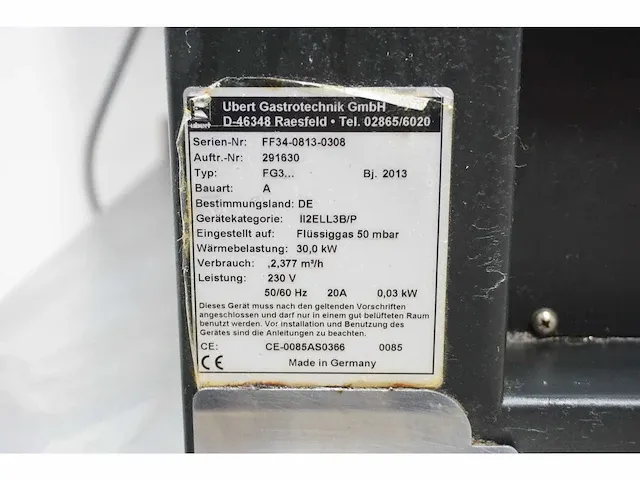 Ubert Gastrotechnik GmbH
D-46348 Raesfeld • Tel. 02865/6020
Serien-Nr: FF34-0813-0308
Auftr.-Nr: 291630
Typ: FG3... Bj. 2013
Bauart: A
Bestimmungsland: DE
Gerätekategorie: II2ELL3B/P
Eingestellt auf: Flüssiggas 50 mbar
Wärmebelastung: 30,0 kW
Verbrauch: ,2,377 m³/h
Leistung: 230 V
50/60 Hz 20A 0,03 kW
Dieses Gerät muss nach den geltenden Vorschriften
angeschlossen und darf nur in einem gut belüfteten Raum
benutzt werden. Vor installation und Benutzung des
Gerätes sind die Anleitungen zu beachten.
CE: CE-0085AS0366 0085
CE Made in Germany